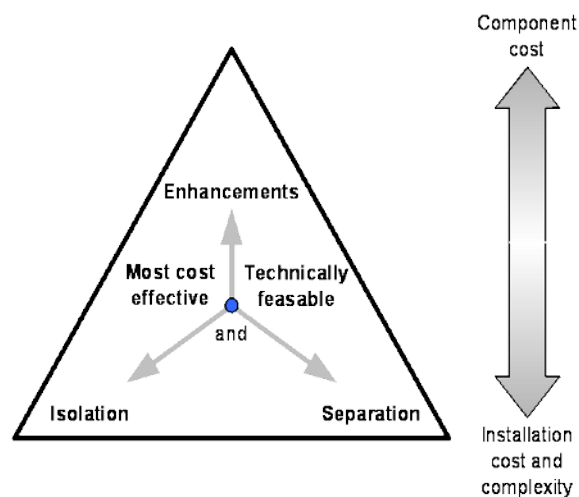 Component
cost
Enhancements
Most cost
effective
Technically
feasable
and
Isolation
Separation
Installation
cost and
complexity